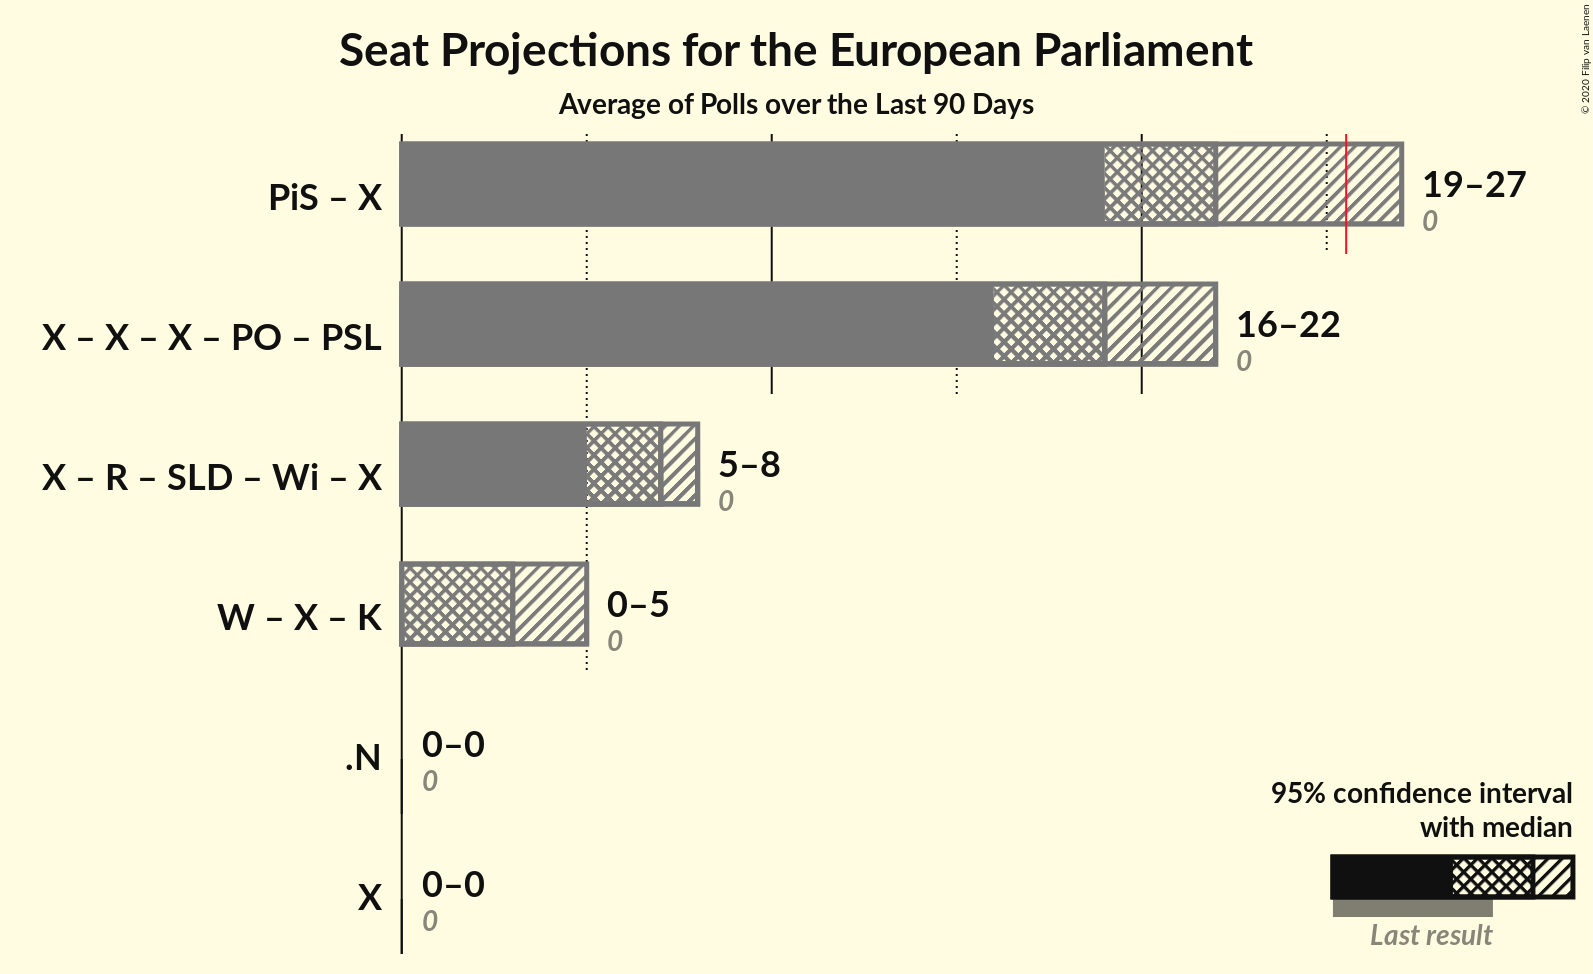 Seat Projections for the European Parliament
Average of Polls over the Last 90 Days
© 2020 Filip van Laenen
PiS – X
19–27
0
X – X – X – PO – PSL
16–22
0
X – R – SLD – Wi – X
5–8
0
W – X – K
0–5
0
.N
0–0
0
X
0–0
0
95% confidence interval
with median
Last result